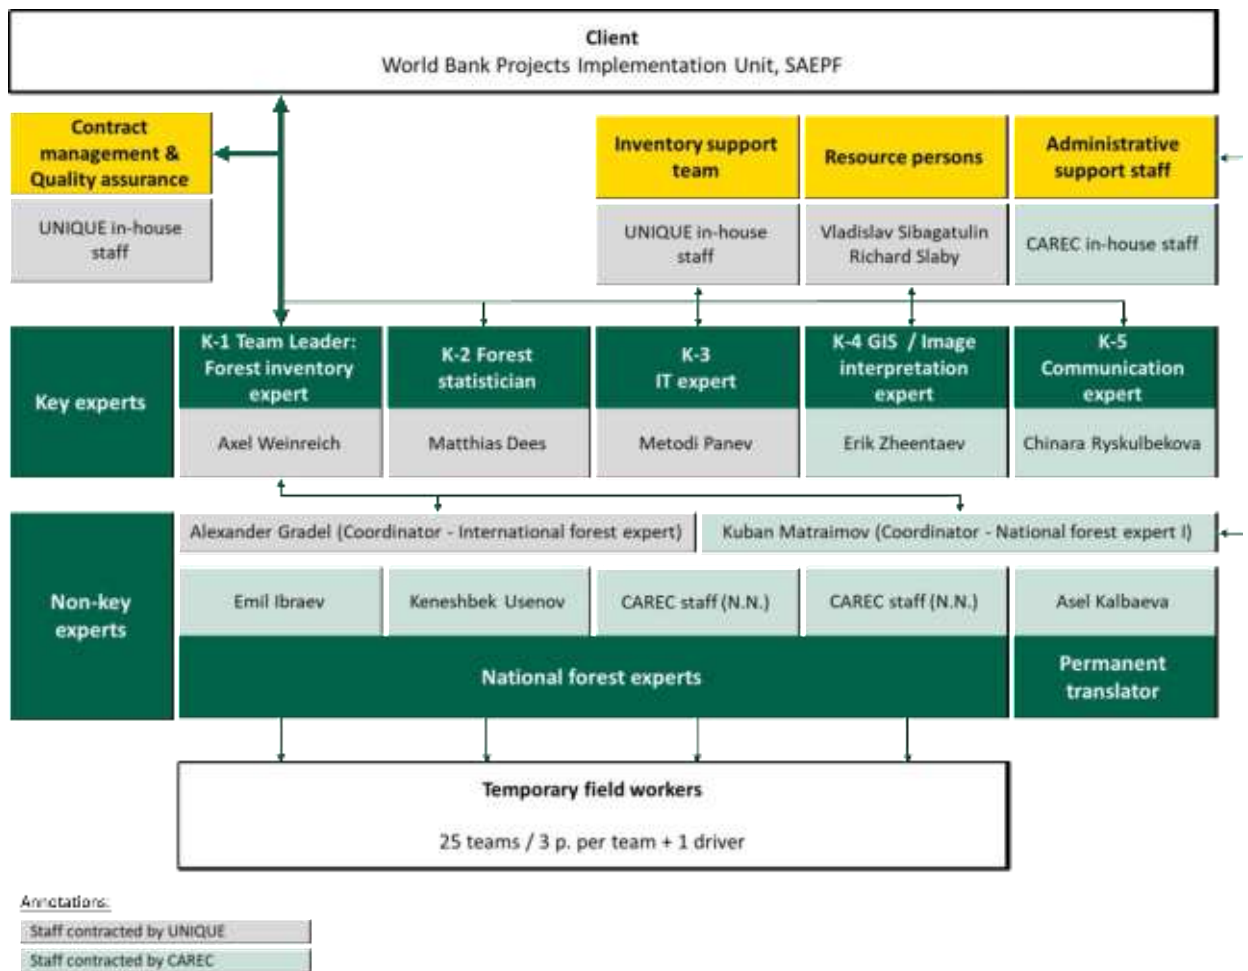 Client
World Bank Projects Implementation Unit, SAEPF
Contract
management &
Quality assurance
UNIQUE in-house
staff
Inventory support
team
UNIQUE in-house
staff
Resource persons
Vladislav Sibagatulin
Richard Slaby
Administrative
support staff
CAREC in-house staff
Key experts
K-1 Team Leader:
Forest inventory
expert
Axel Weinreich
K-2 Forest
statistician
Matthias Dees
K-3
IT expert
Metodi Panev
K-4 GIS / Image
interpretation
expert
Erik Zheentaev
K-5
Communication
expert
Chinara Ryskulbekova
Non-key
experts
Alexander Gradel (Coordinator - International forest expert)
Kuban Matraimov (Coordinator - National forest expert I)
Emil Ibraev
Keneshbek Usenov
CAREC staff (N.N.)
CAREC staff (N.N.)
Asel Kalbaeva
National forest experts
Permanent
translator
Temporary field workers
25 teams / 3 p. per team + 1 driver
Annotations:
Staff contracted by UNIQUE
Staff contracted by CAREC